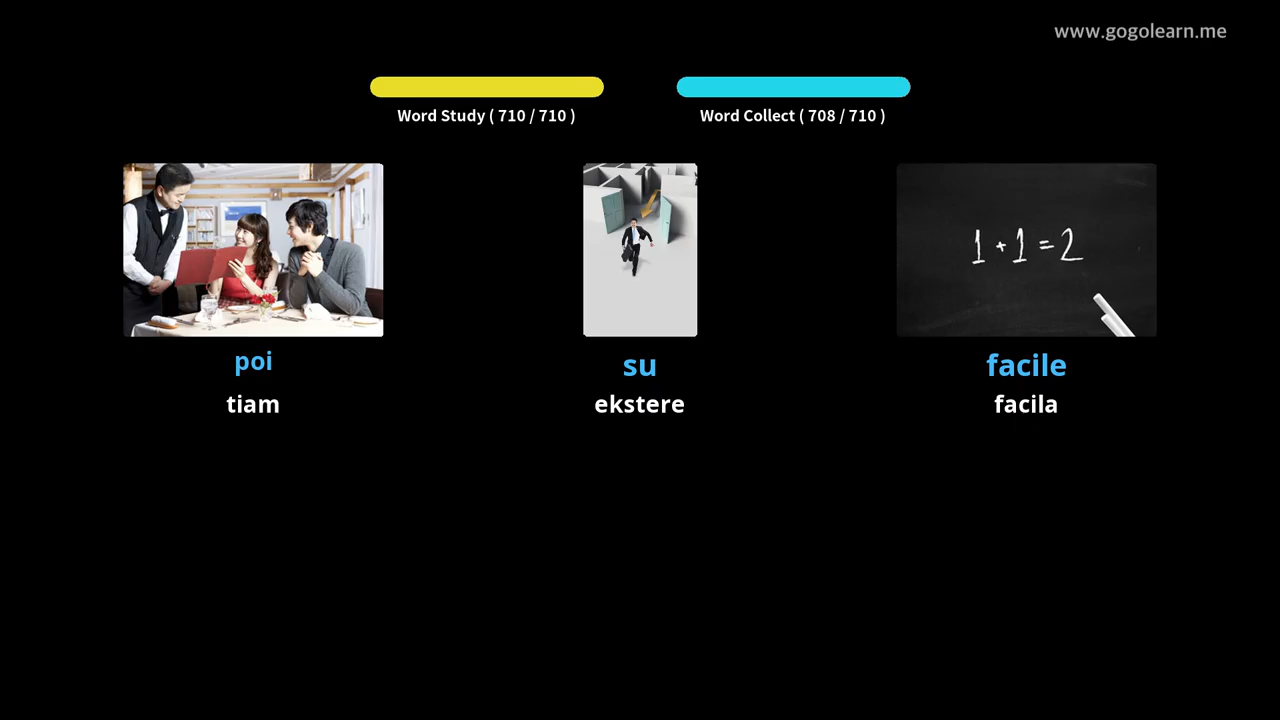 www.gogolearn.me
Word Study ( 710 / 710 )
Word Collect ( 708 / 710 )
1 + 1 = 2
poi
su
facile
tiam
ekstere
facila